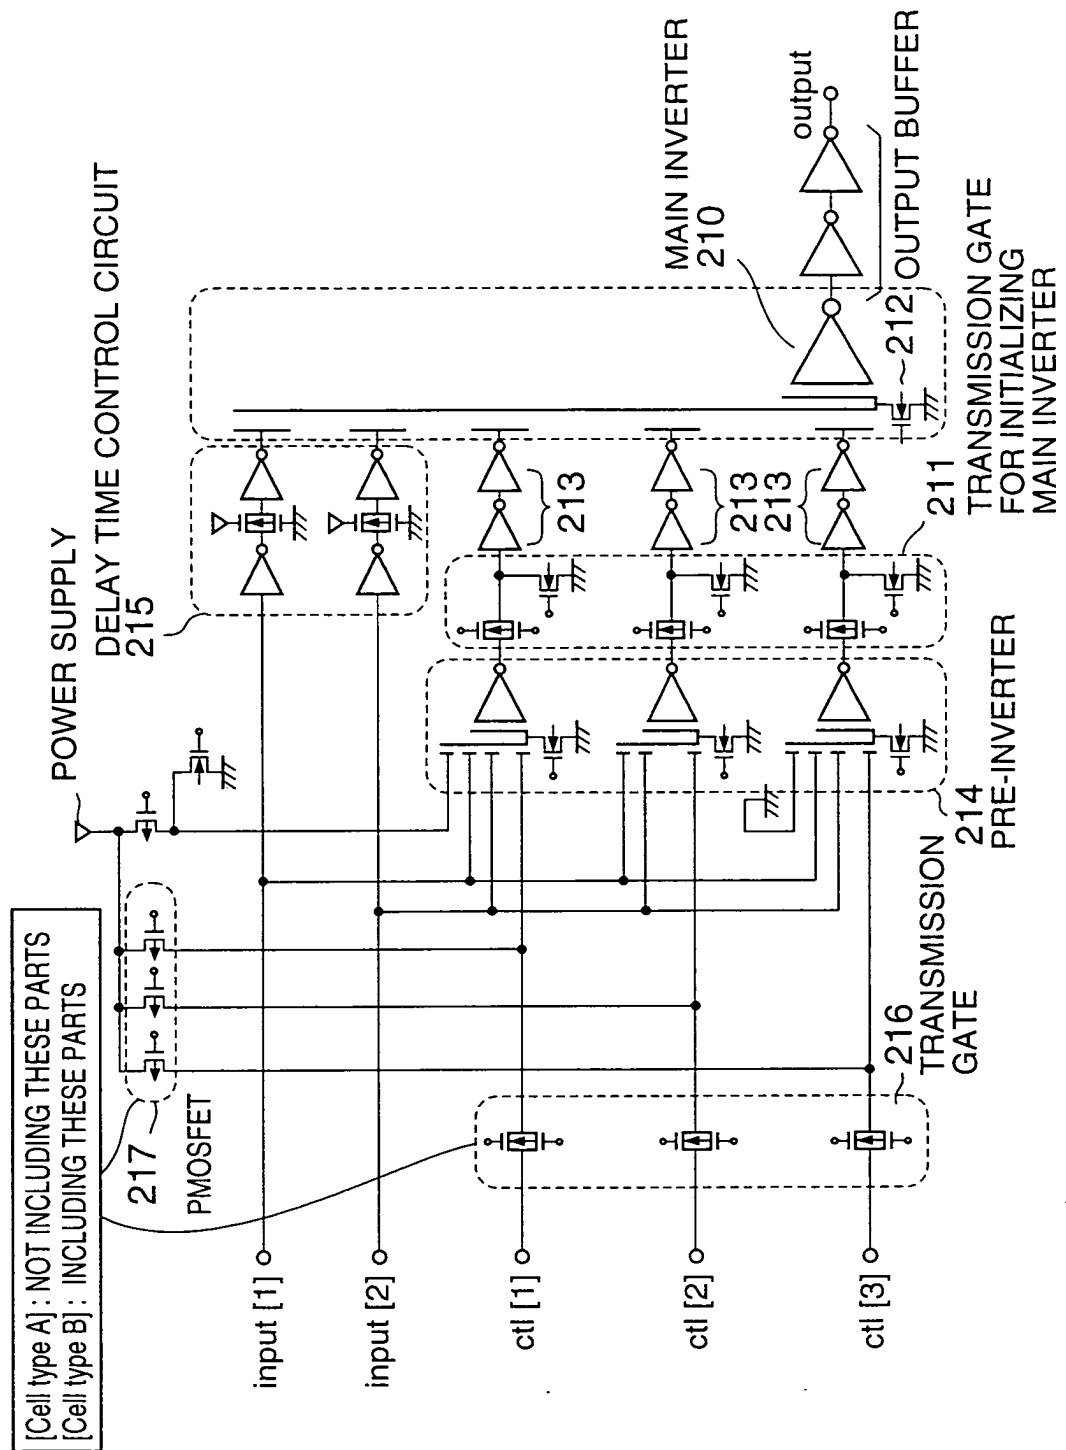 [Cell type A] : NOT INCLUDING THESE PARTS
[Cell type B] : INCLUDING THESE PARTS
POWER SUPPLY
DELAY TIME CONTROL CIRCUIT
215
217
PMOSFET
input [1]
input [2]
ctl [1]
ctl [2]
ctl [3]
216
TRANSMISSION
GATE
214
PRE-INVERTER
213
213
213
211
TRANSMISSION GATE
FOR INITIALIZING
MAIN INVERTER
212
OUTPUT BUFFER
MAIN INVERTER
210
output